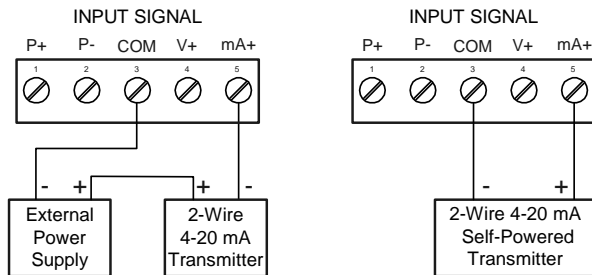 INPUT SIGNAL
P+ P- COM V+ mA+
1 2 3 4 5
- + + -
External
Power
Supply
2-Wire
4-20 mA
Transmitter
INPUT SIGNAL
P+ P- COM V+ mA+
1 2 3 4 5
- +
2-Wire 4-20 mA
Self-Powered
Transmitter